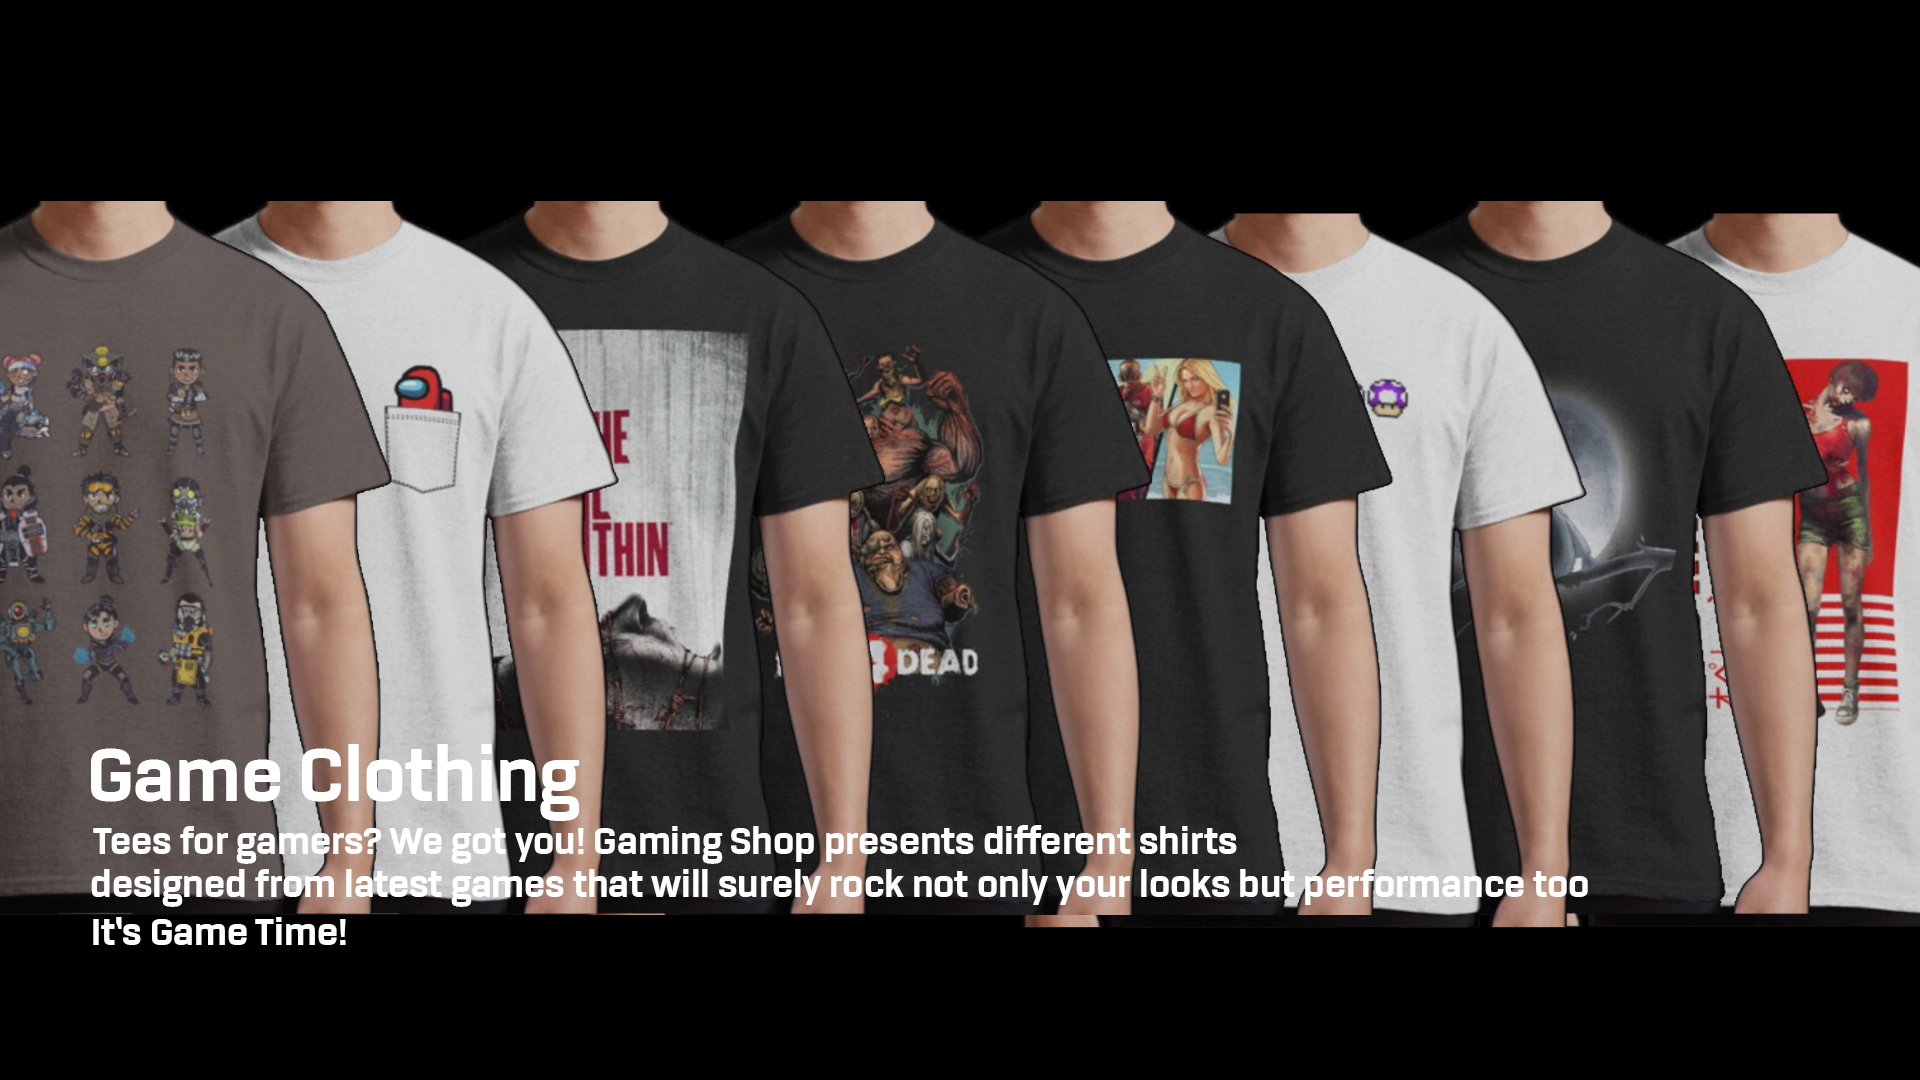 HE
THIN
DEAD
Game Clothing
Tees for gamers? We got you! Gaming Shop presents different shirts
designed from latest games that will surely rock not only your looks but performance too
It's Game Time!